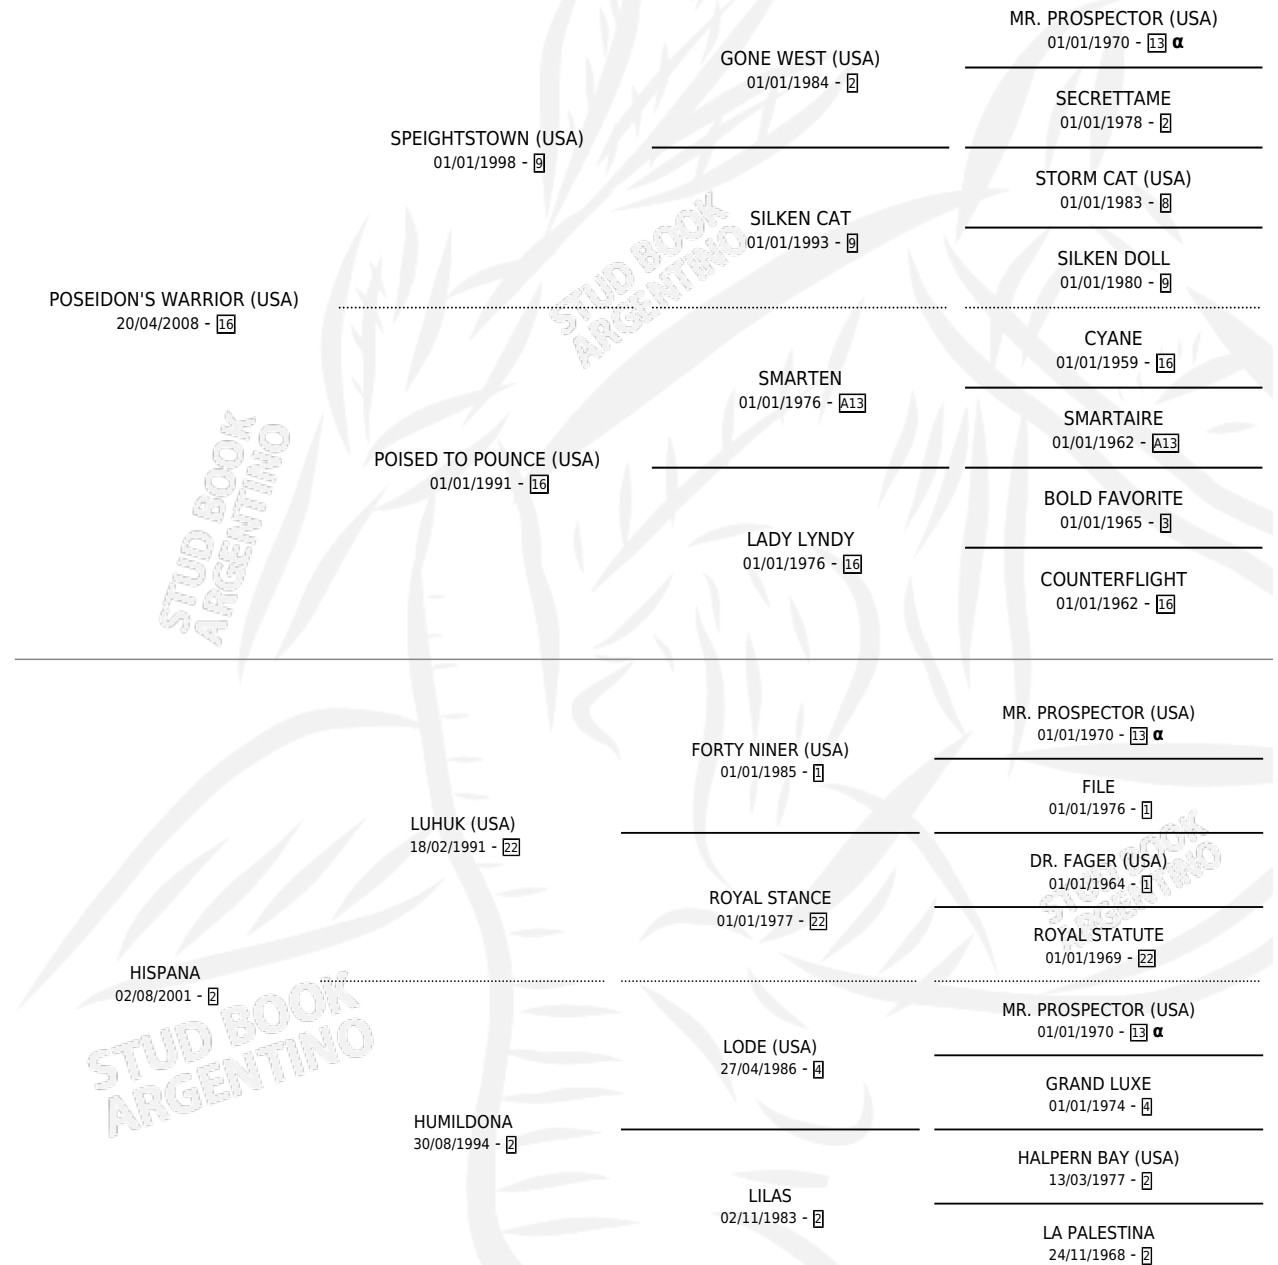 MR. PROSPECTOR (USA)
01/01/1970 - 13 α
GONE WEST (USA)
01/01/1984 - 2
SECRETTAME
01/01/1978 - 2
SPEIGHTSTOWN (USA)
01/01/1998 - 9
STORM CAT (USA)
01/01/1983 - 8
SILKEN CAT
01/01/1993 - 9
SILKEN DOLL
01/01/1980 - 9
POSEIDON'S WARRIOR (USA)
20/04/2008 - 16
CYANE
01/01/1959 - 16
SMARTEN
01/01/1976 - A13
SMARTAIRE
01/01/1962 - A13
POISED TO POUNCE (USA)
01/01/1991 - 16
BOLD FAVORITE
01/01/1965 - 3
LADY LYNDY
01/01/1976 - 16
COUNTERFLIGHT
01/01/1962 - 16
STUD BOOK
ARGENTINO
STUD BOOK
ARGENTINO
MR. PROSPECTOR (USA)
01/01/1970 - 13 α
FORTY NINER (USA)
01/01/1985 - 1
FILE
01/01/1976 - 1
LUHUK (USA)
18/02/1991 - 22
DR. FAGER (USA)
01/01/1964 - 1
ROYAL STANCE
01/01/1977 - 22
ROYAL STATUTE
01/01/1969 - 22
HISPANA
02/08/2001 - 2
MR. PROSPECTOR (USA)
01/01/1970 - 13 α
LODE (USA)
27/04/1986 - 4
GRAND LUXE
01/01/1974 - 4
HUMILDONA
30/08/1994 - 2
HALPERN BAY (USA)
13/03/1977 - 2
LILAS
02/11/1983 - 2
LA PALESTINA
24/11/1968 - 2
STUD BOOK
ARGENTINO
STUD BOOK
ARGENTINO